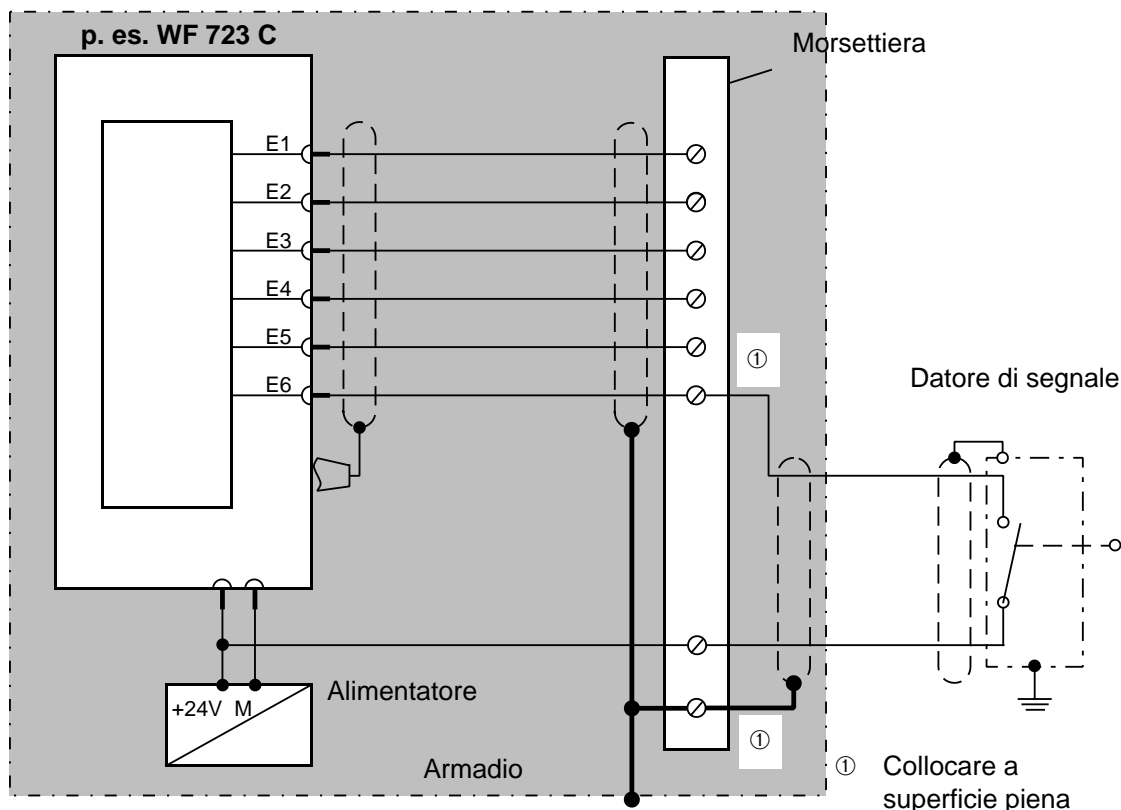 p. es. WF 723 C
Morsettiera
E1
E2
E3
E4
E5
①
E6
Datore di segnale
Alimentatore
+24V M
①
Armadio
① Collocare a
superficie piena